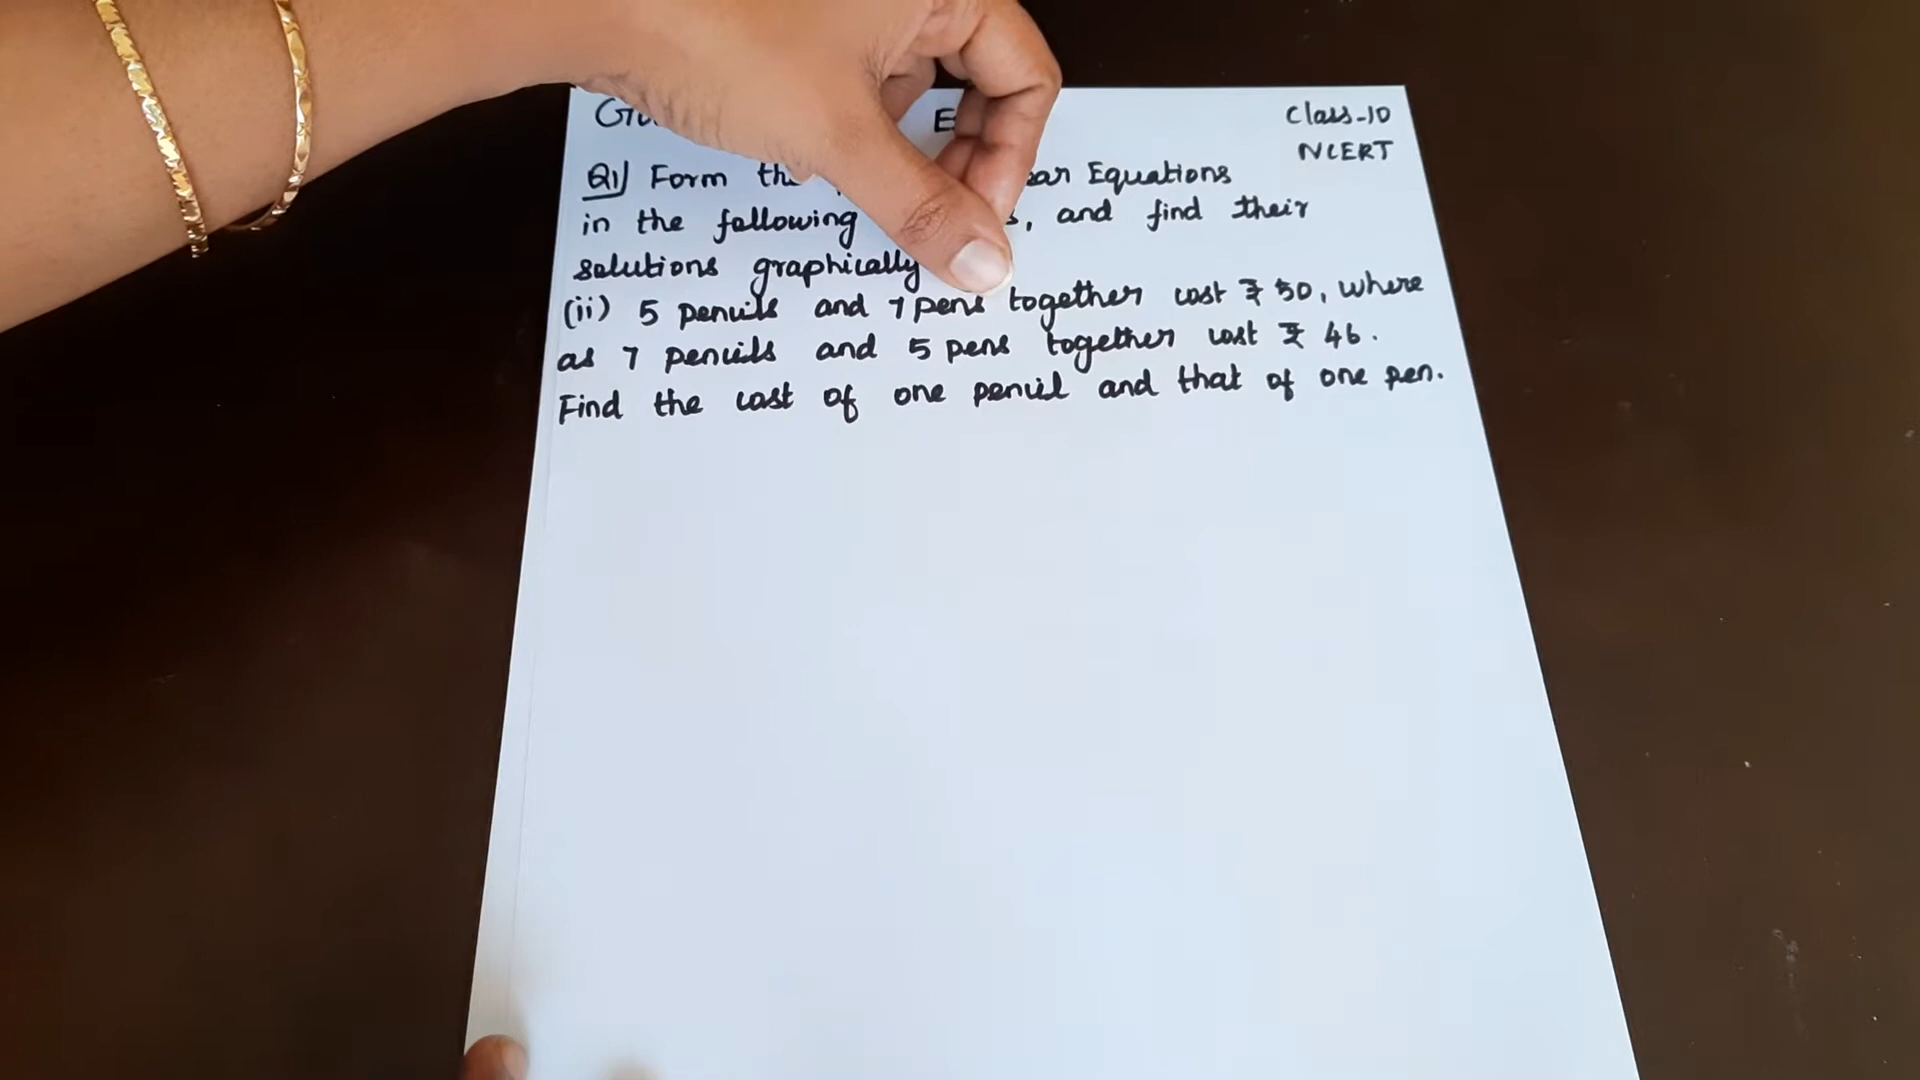 Class-10
NCERT
Q1) Form the Equations
in the following , and find their
solutions graphically
(ii) 5 pencils and 7 pens together cost ₹ 50, where
as 7 pencils and 5 pens together cost ₹ 46.
Find the cost of one pencil and that of one pen.